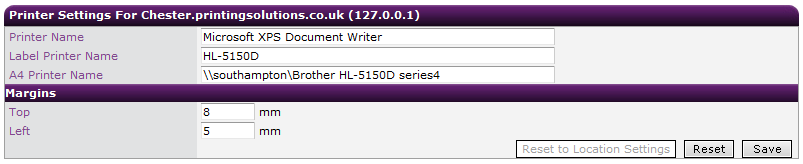 Printer Settings For Chester.printingsolutions.co.uk (127.0.0.1)
Printer Name Microsoft XPS Document Writer
Label Printer Name HL-5150D
A4 Printer Name \\southampton\Brother HL-5150D series4
Margins
Top 8 mm
Left 5 mm
Reset to Location Settings Reset Save